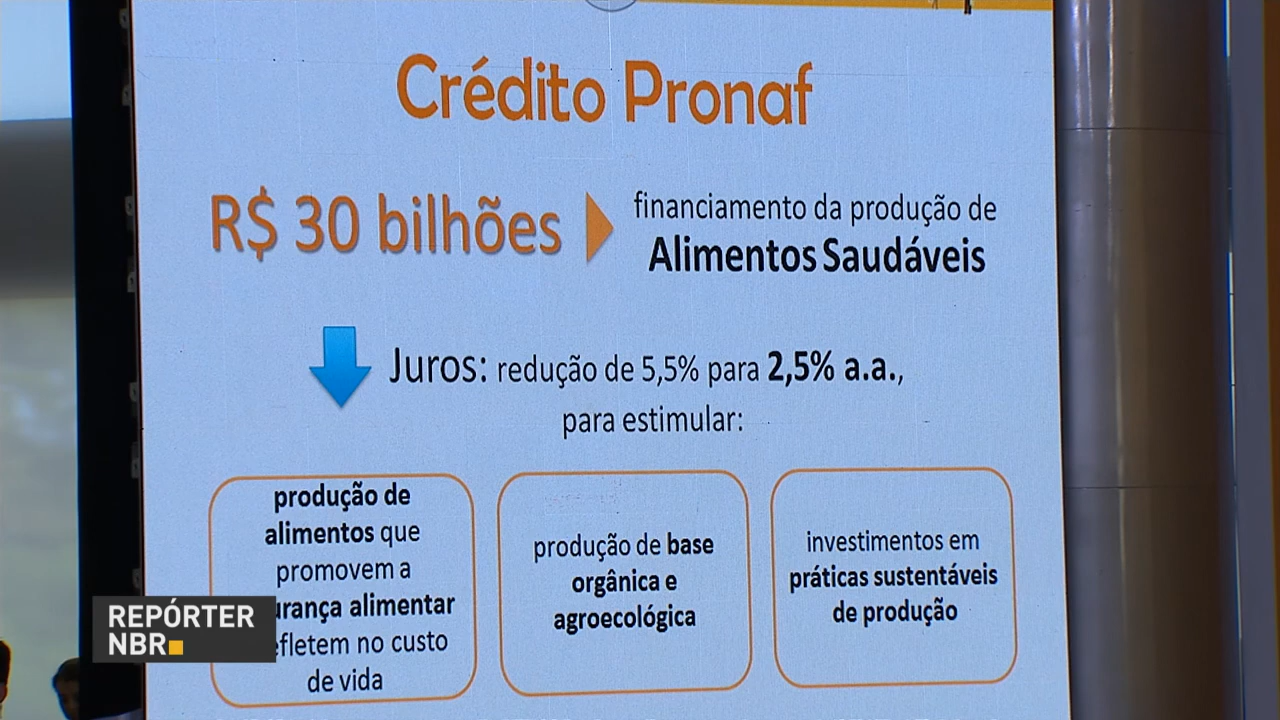 Crédito Pronaf
R$ 30 bilhões
financiamento da produção de
Alimentos Saudáveis
Juros: redução de 5,5% para 2,5% a.a.,
para estimular:
produção de
alimentos que
promovem a
alimentar
no custo
de vida
produção de base
orgânica e
agroecológica
investimentos em
práticas sustentáveis
de produção
REPÓRTER
NBR